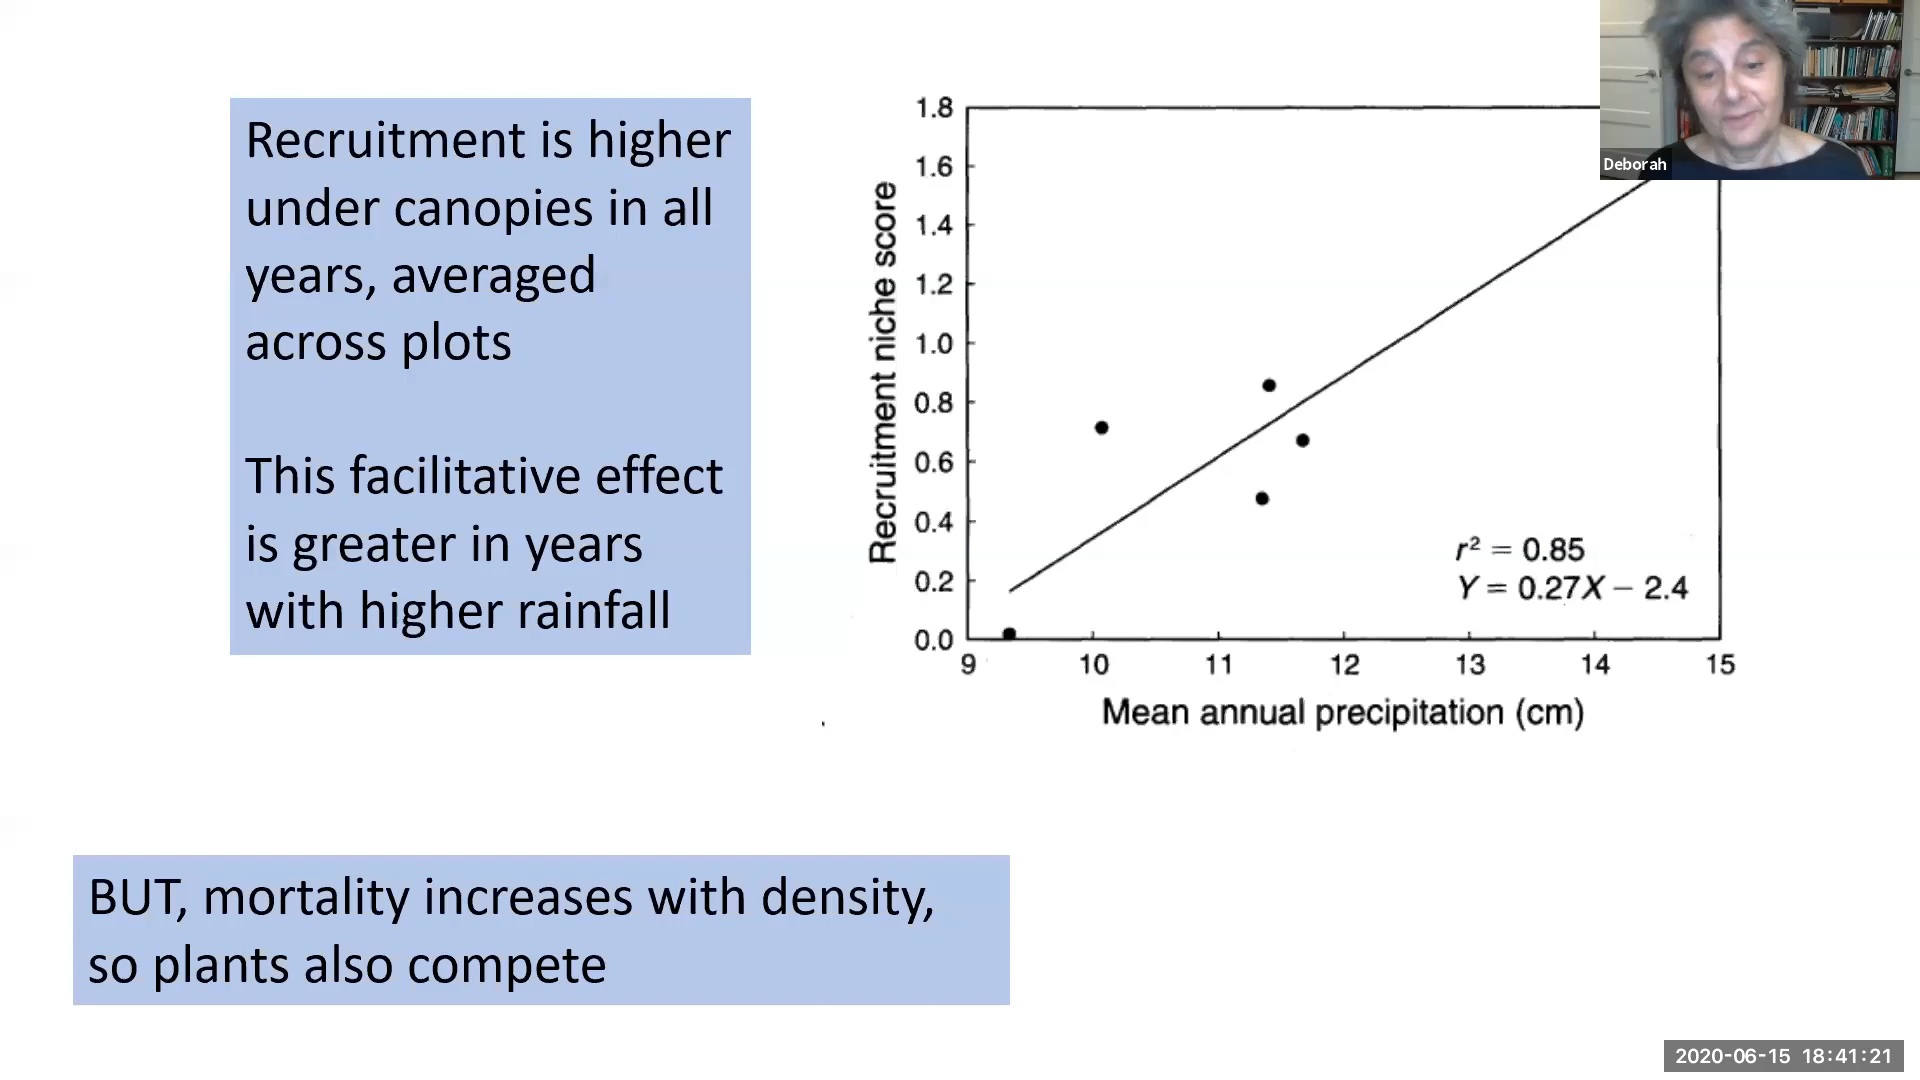 Recruitment is higher
under canopies in all
years, averaged
across plots
This facilitative effect
is greater in years
with higher rainfall
1.8
1.6
1.4
1.2
1.0
0.8
0.6
0.4
0.2
0.0
Recruitment niche score
r² = 0.85
Y = 0.27X – 2.4
9 10 11 12 13 14 15
Mean annual precipitation (cm)
Deborah
BUT, mortality increases with density,
so plants also compete
2020-06-15 18:41:21